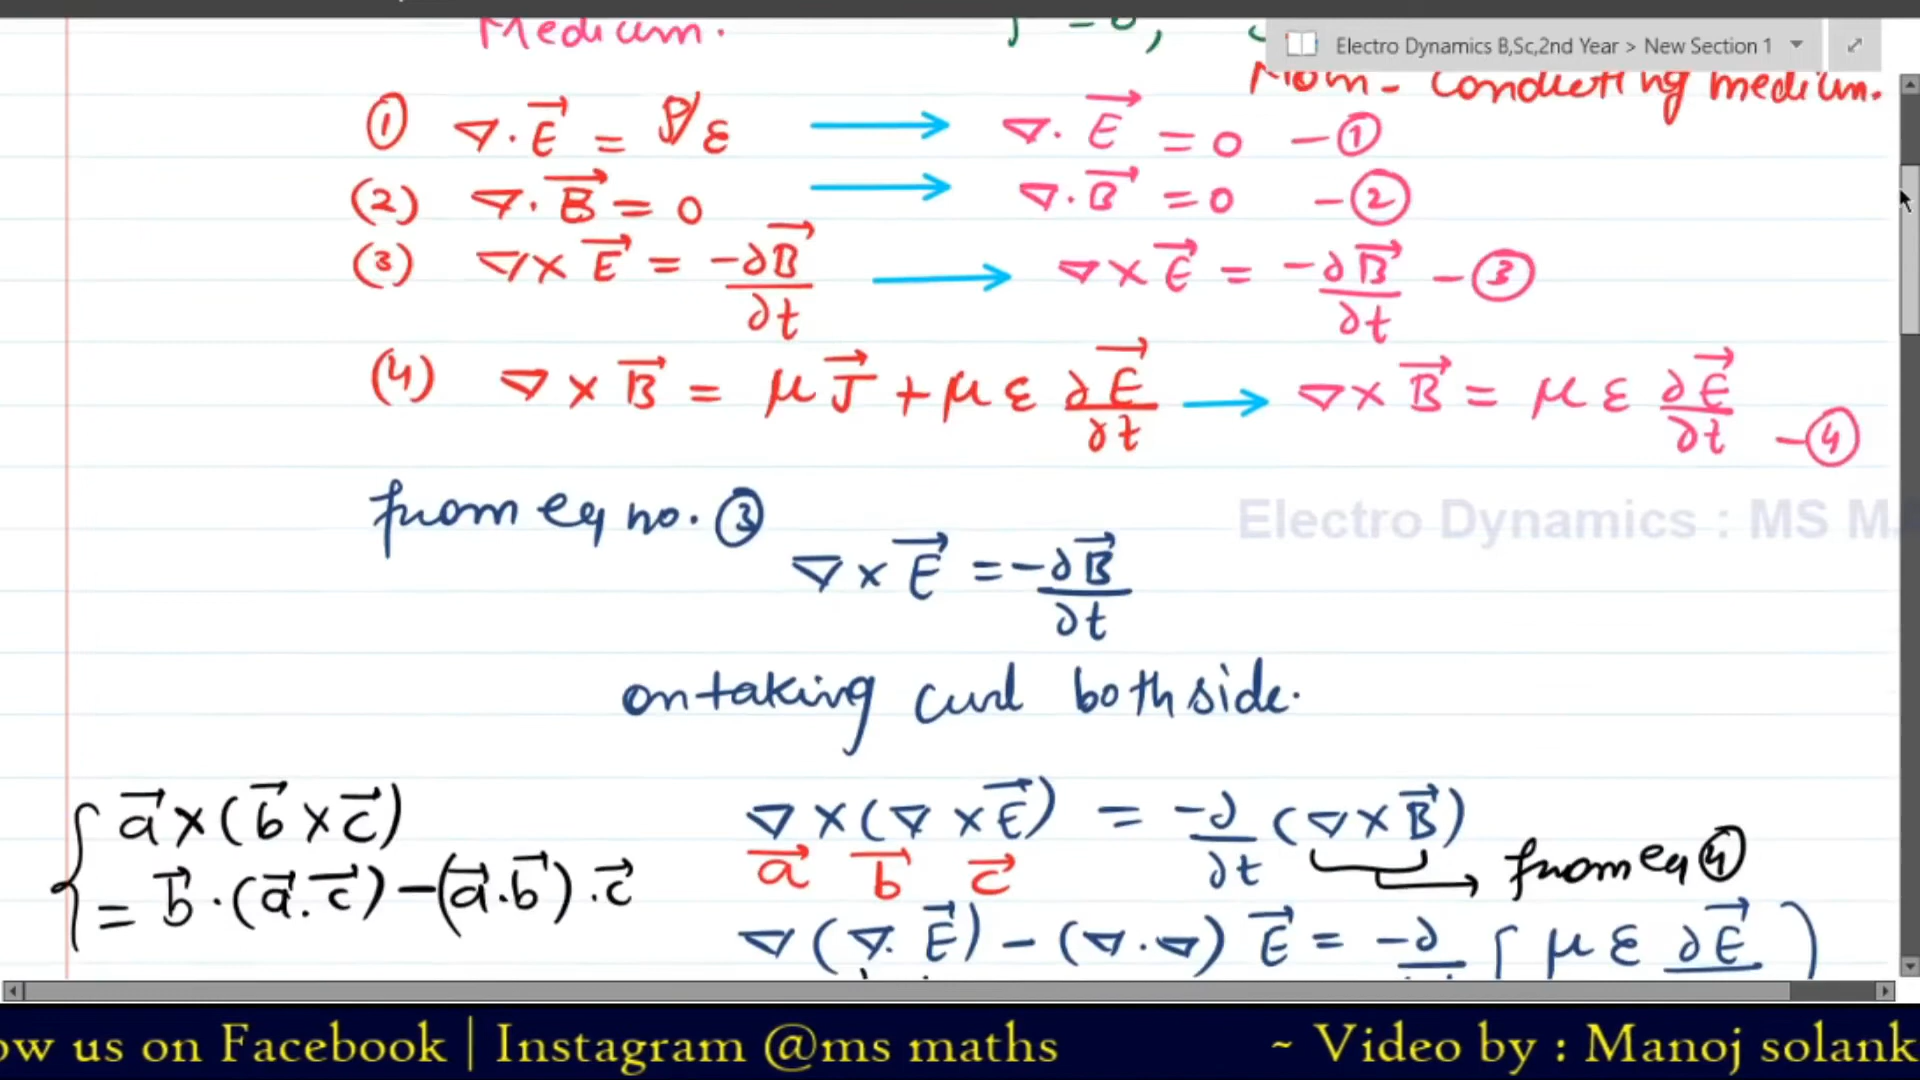 Medium.
Electro Dynamics B,Sc,2nd Year > New Section 1
Non - Conducting medium.
① ∇·E⃗ = ρ/ε → ∇·E⃗ = 0 -①
(2) ∇·B⃗ = 0 → ∇·B⃗ = 0 -②
(3) ∇×E⃗ = -∂B⃗/∂t → ∇×E⃗ = -∂B⃗/∂t -③
(4) ∇×B⃗ = μJ⃗ + με ∂E⃗/∂t → ∇×B⃗ = με ∂E⃗/∂t -④
from eq no. ③
Electro Dynamics : MS M
∇×E⃗ = -∂B⃗/∂t
on taking curl both side.
a⃗×(b⃗×c⃗)
= b⃗·(a⃗.c⃗)-(a⃗.b⃗).c⃗
∇×(∇×E⃗) = -∂/∂t (∇×B⃗)
a⃗ b⃗ c⃗
from eq ④
∇(∇.E⃗) - (∇.∇)E⃗ = -∂ ( με ∂E⃗ )
ow us on Facebook | Instagram @ms maths
~ Video by : Manoj solank